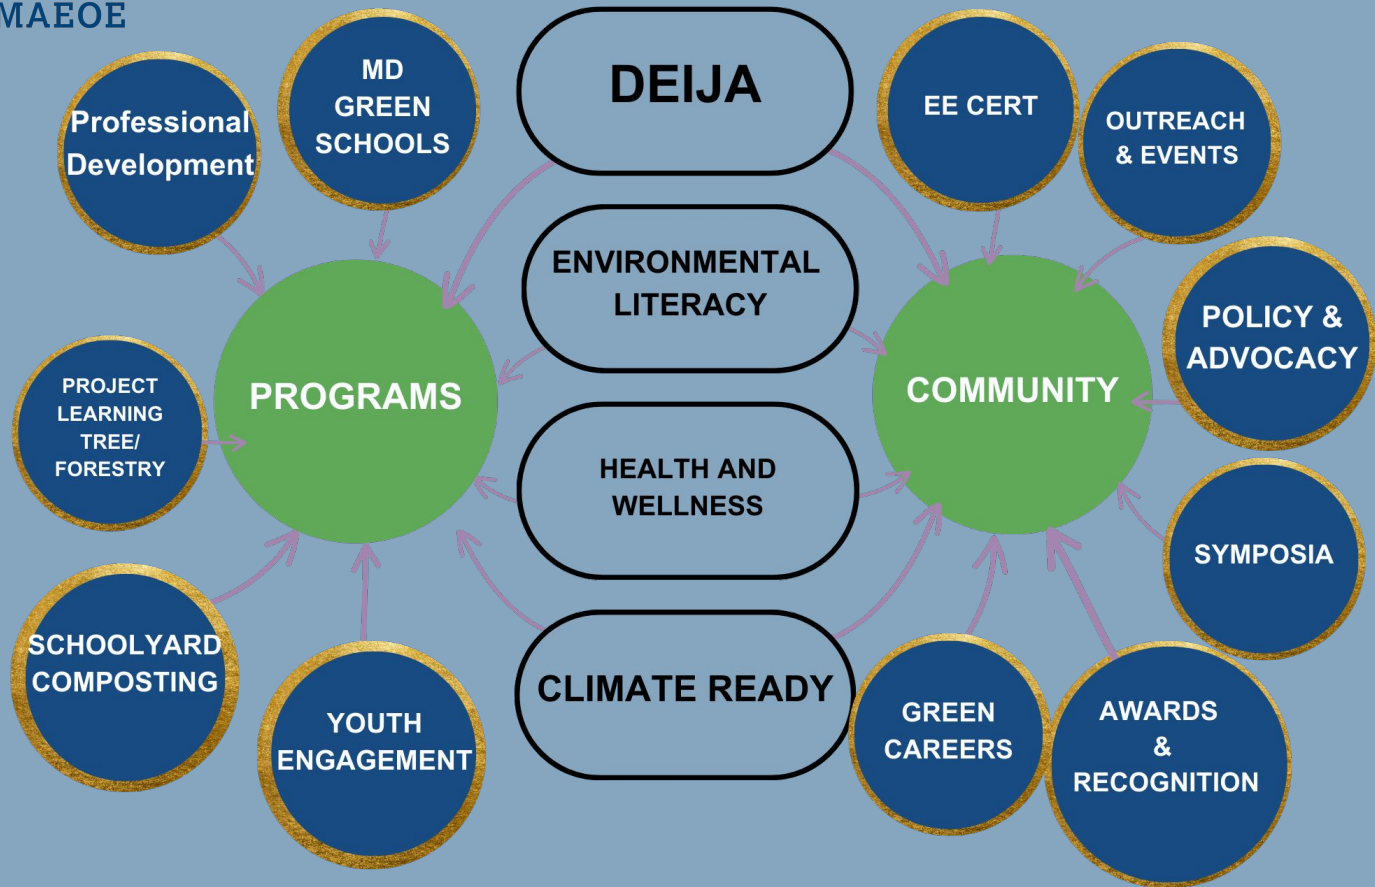 MAEOE
Professional
Development
MD
GREEN
SCHOOLS
DEIJA
EE CERT
OUTREACH
& EVENTS
ENVIRONMENTAL
LITERACY
POLICY &
ADVOCACY
PROGRAMS
COMMUNITY
PROJECT
LEARNING
TREE/
FORESTRY
HEALTH AND
WELLNESS
SYMPOSIA
SCHOOLYARD
COMPOSTING
YOUTH
ENGAGEMENT
CLIMATE READY
GREEN
CAREERS
AWARDS
&
RECOGNITION